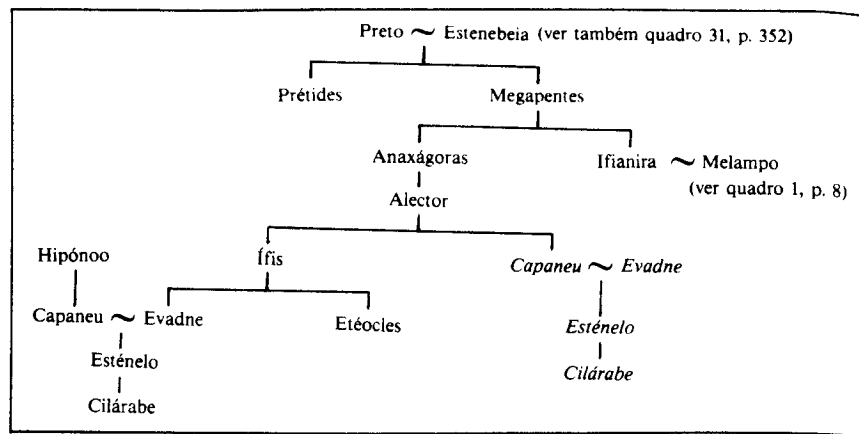 Preto ~ Estenebeia (ver também quadro 31, p. 352)
Prétides Megapentes
Anaxágoras Ifianira ~ Melampo
(ver quadro 1, p. 8)
Alector
Hipónoo Ífis Capaneu ~ Evadne
Capaneu ~ Evadne Etéocles Esténelo
Esténelo
Cilárabe
Cilárabe